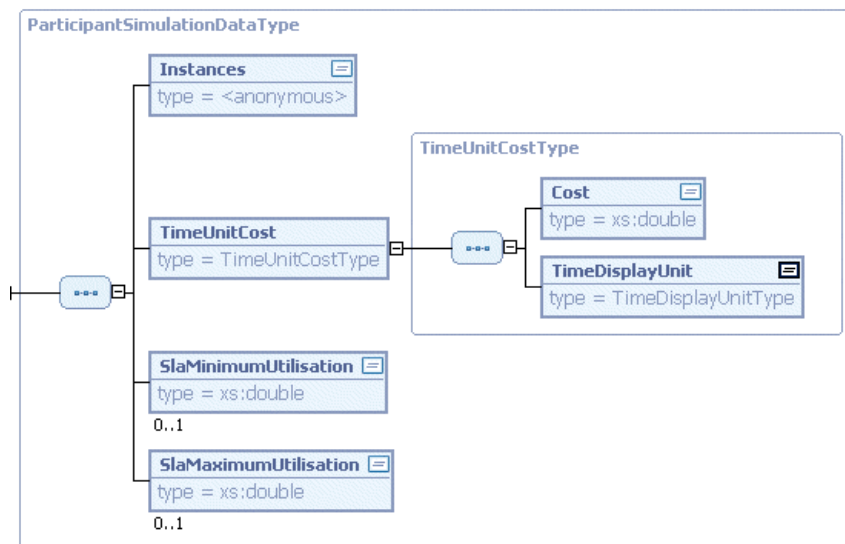 ParticipantSimulationDataType
Instances
type = <anonymous>
TimeUnitCostType
Cost
type = xs:double
TimeUnitCost
type = TimeUnitCostType
TimeDisplayUnit
type = TimeDisplayUnitType
SlaMinimumUtilisation
type = xs:double
0..1
SlaMaximumUtilisation
type = xs:double
0..1